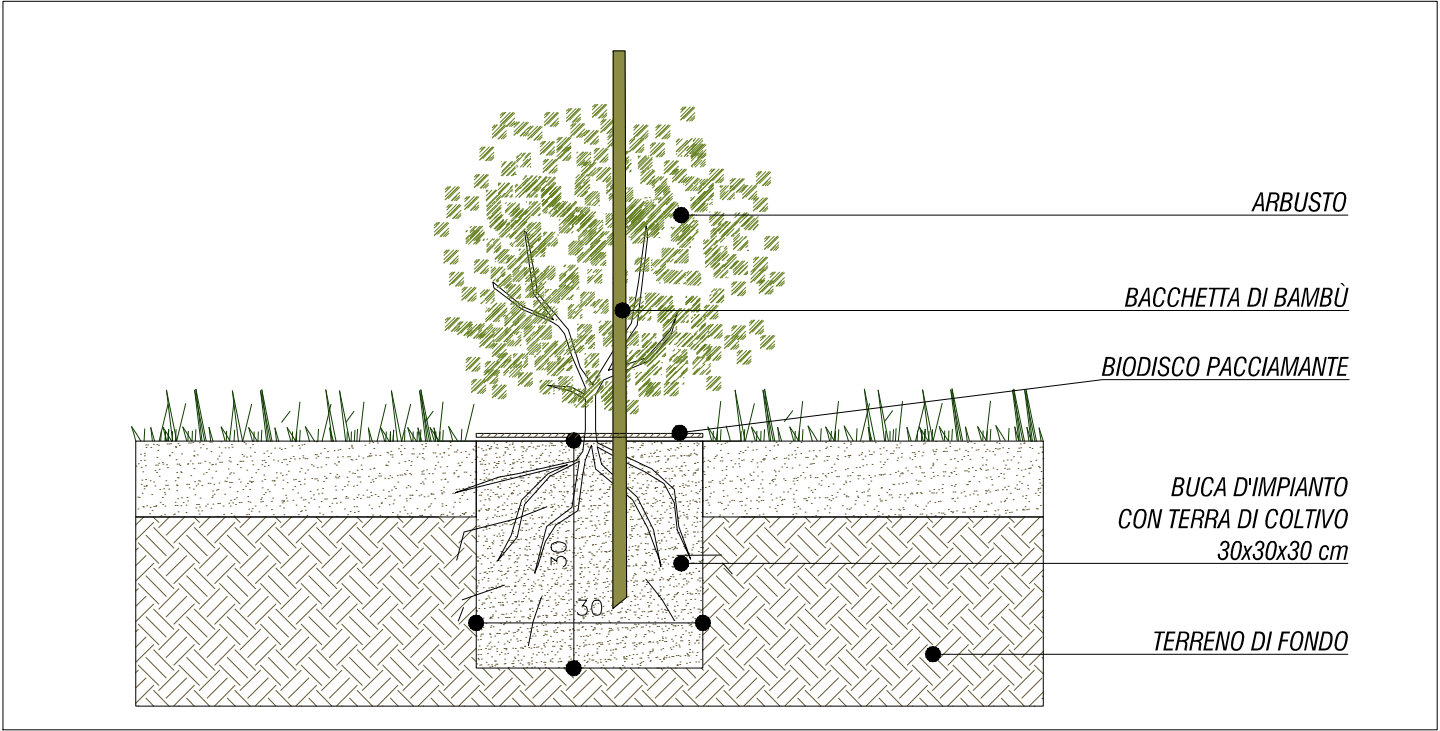 ARBUSTO
BACCHETTA DI BAMBÙ
BIODISCO PACCIAMANTE
BUCA D'IMPIANTO
CON TERRA DI COLTIVO
30x30x30 cm
30
30
TERRENO DI FONDO